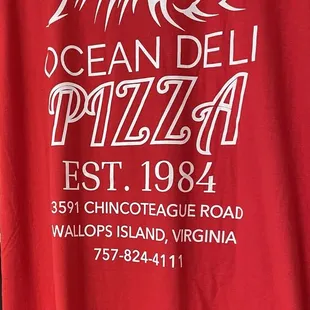 OCEAN DELI
PIZZA
EST. 1984
3591 CHINCOTEAGUE ROAD
WALLOPS ISLAND, VIRGINIA
757-824-4111